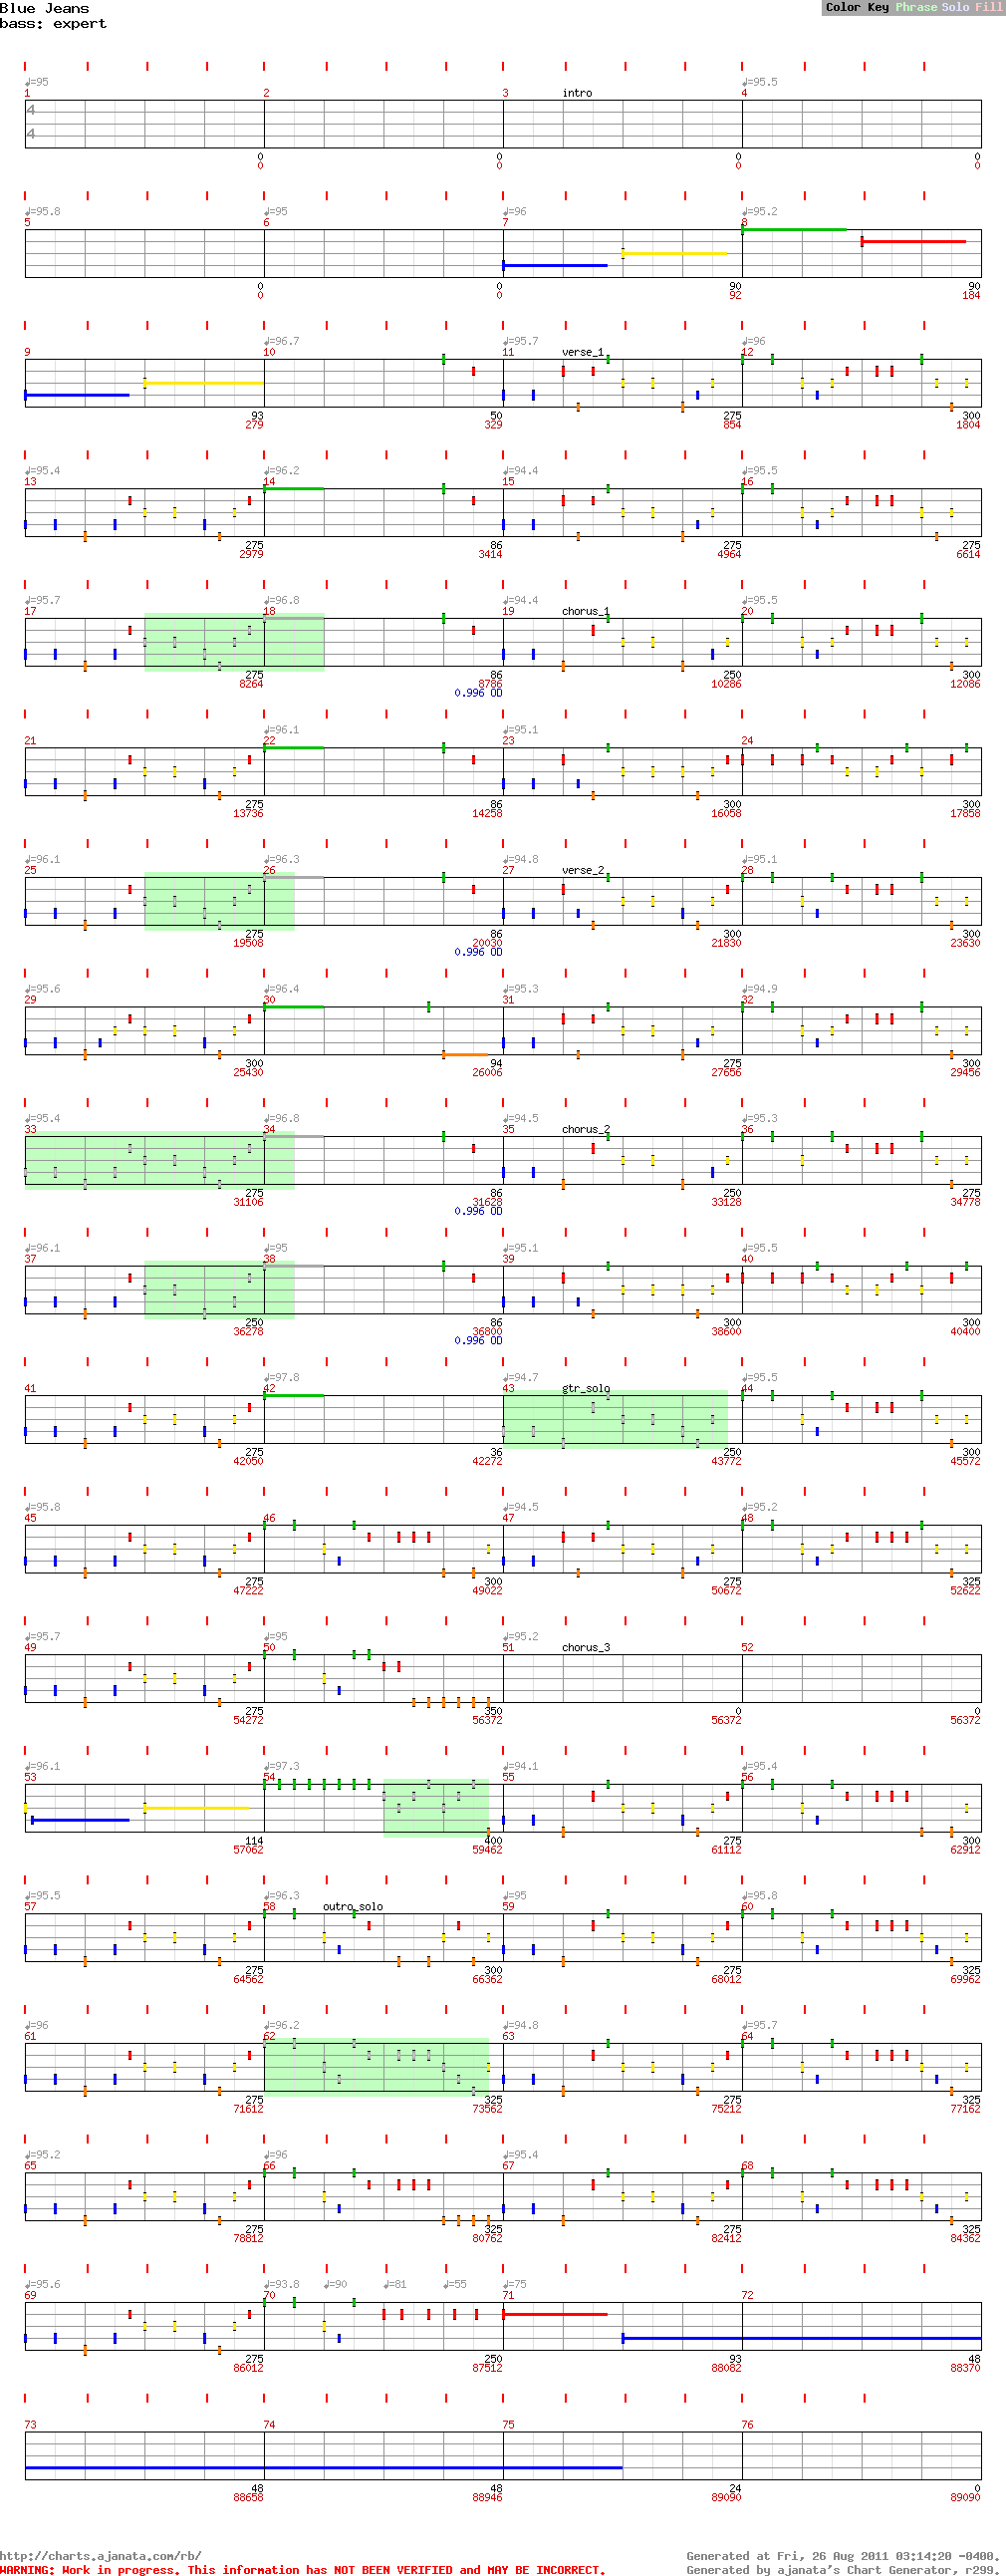 Blue Jeans
Color Key Phrase Solo Fill
bass: expert
♩=95 ♩=95.5
1 2 3 intro 4
4
4
0 0 0 0
0 0 0 0
♩=95.8 ♩=95 ♩=96 ♩=95.2
5 6 7 8
0 0 90 90
0 0 92 184
♩=96.7 ♩=95.7 ♩=96
9 10 11 verse_1 12
93 50 275 300
279 329 854 1804
♩=95.4 ♩=96.2 ♩=94.4 ♩=95.5
13 14 15 16
275 86 275 275
2979 3414 4964 6614
♩=95.7 ♩=96.8 ♩=94.4 ♩=95.5
17 18 19 chorus_1 20
275 86 250 300
8264 8786 10286 12086
0.996 OD
♩=96.1 ♩=95.1
21 22 23 24
275 86 300 300
13736 14258 16058 17858
♩=96.1 ♩=96.3 ♩=94.8 ♩=95.1
25 26 27 verse_2 28
275 86 300 300
19508 20030 21830 23630
0.996 OD
♩=95.6 ♩=96.4 ♩=95.3 ♩=94.9
29 30 31 32
300 94 275 300
25430 26006 27656 29456
♩=95.4 ♩=96.8 ♩=94.5 ♩=95.3
33 34 35 chorus_2 36
275 86 250 275
31106 31628 33128 34778
0.996 OD
♩=96.1 ♩=95 ♩=95.1 ♩=95.5
37 38 39 40
250 86 300 300
36278 36800 38600 40400
0.996 OD
♩=97.8 ♩=94.7 ♩=95.5
41 42 43 gtr_solo 44
275 36 250 300
42050 42272 43772 45572
♩=95.8 ♩=94.5 ♩=95.2
45 46 47 48
275 300 275 325
47222 49022 50672 52622
♩=95.7 ♩=95 ♩=95.2
49 50 51 chorus_3 52
275 350 0 0
54272 56372 56372 56372
♩=96.1 ♩=97.3 ♩=94.1 ♩=95.4
53 54 55 56
114 400 275 300
57062 59462 61112 62912
♩=95.5 ♩=96.3 ♩=95 ♩=95.8
57 58 outro_solo 59 60
275 300 275 325
64562 66362 68012 69962
♩=96 ♩=96.2 ♩=94.8 ♩=95.7
61 62 63 64
275 325 275 325
71612 73562 75212 77162
♩=95.2 ♩=96 ♩=95.4
65 66 67 68
275 325 275 325
78812 80762 82412 84362
♩=95.6 ♩=93.8 ♩=90 ♩=81 ♩=55 ♩=75
69 70 71 72
275 250 93 48
86012 87512 88082 88370
73 74 75 76
48 48 24 0
88658 88946 89090 89090
http://charts.ajanata.com/rb/ Generated at Fri, 26 Aug 2011 03:14:20 -0400.
WARNING: Work in progress. This information has NOT BEEN VERIFIED and MAY BE INCORRECT. Generated by ajanata's Chart Generator, r299.